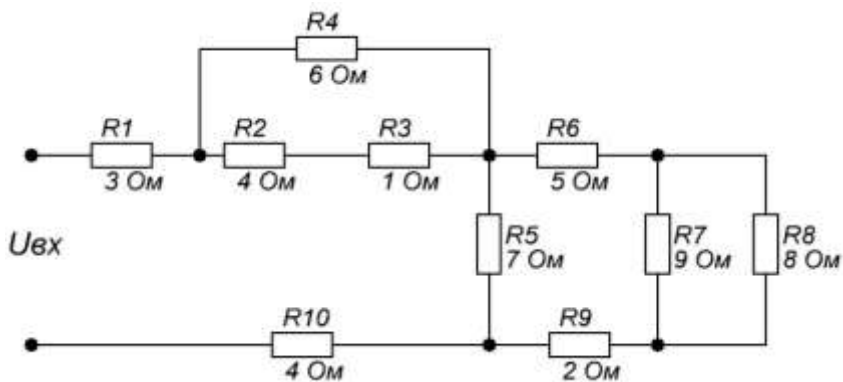 R4
6 Ом
R1
R2
R3
R6
3 Ом
4 Ом
1 Ом
5 Ом
Uвх
R5
7 Ом
R7
9 Ом
R8
8 Ом
R10
R9
4 Ом
2 Ом